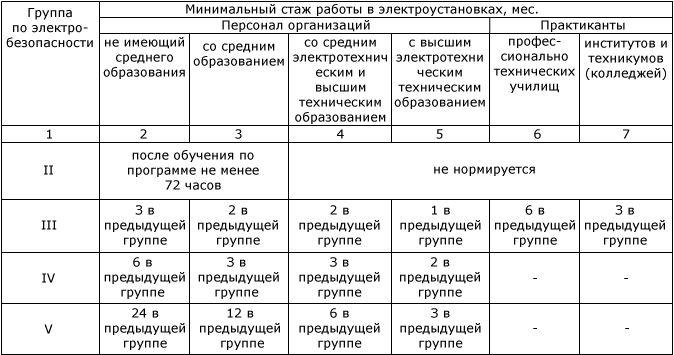 Группа
по электро-
безопасности
Минимальный стаж работы в электроустановках, мес.
Персонал организаций
Практиканты
не имеющий
среднего
образования
со средним
образованием
со средним
электротехнич
еским и
высшим
техническим
образованием
с высшим
электротехни
ческим
техническим
образованием
профес-
сионально
технических
училищ
институтов и
техникумов
(колледжей)
1
2
3
4
5
6
7
II
после обучения по
программе не менее
72 часов
не нормируется
III
3 в
предыдущей
группе
2 в
предыдущей
группе
2 в
предыдущей
группе
1 в
предыдущей
группе
6 в
предыдущей
группе
3 в
предыдущей
группе
IV
6 в
предыдущей
группе
3 в
предыдущей
группе
3 в
предыдущей
группе
2 в
предыдущей
группе
-
-
V
24 в
предыдущей
группе
12 в
предыдущей
группе
6 в
предыдущей
группе
3 в
предыдущей
группе
-
-